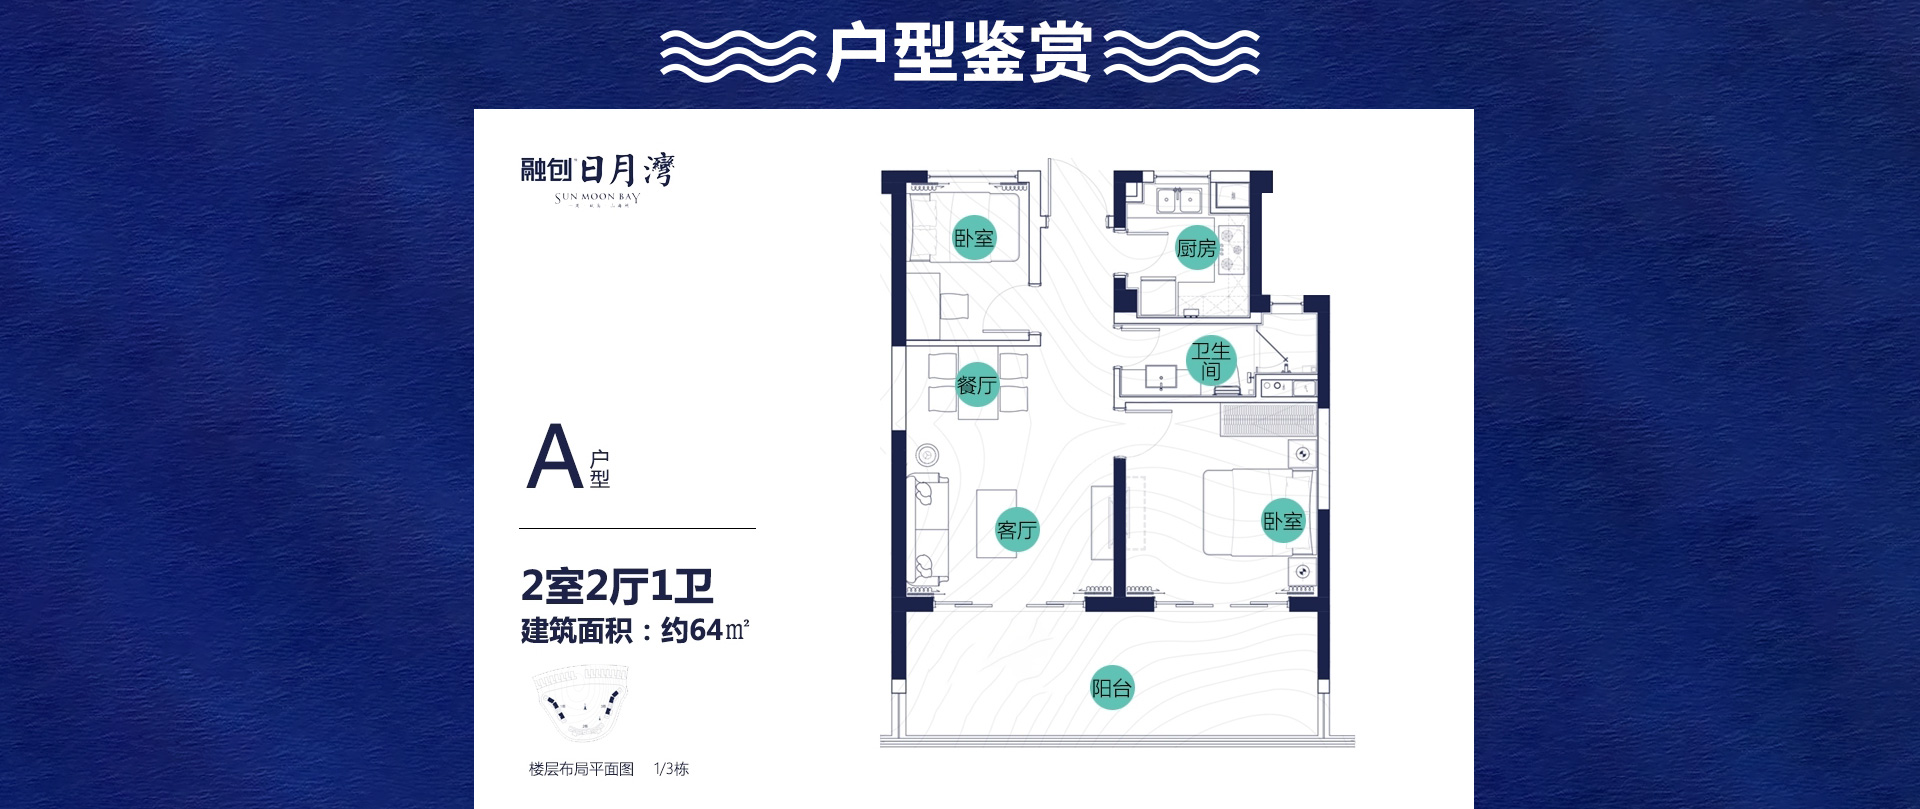 户型鉴赏
融创 日月灣
SUN MOON BAY
卧室
厨房
卫生间
餐厅
A户型
客厅
卧室
2室2厅1卫
建筑面积：约64㎡
阳台
楼层布局平面图 1/3栋